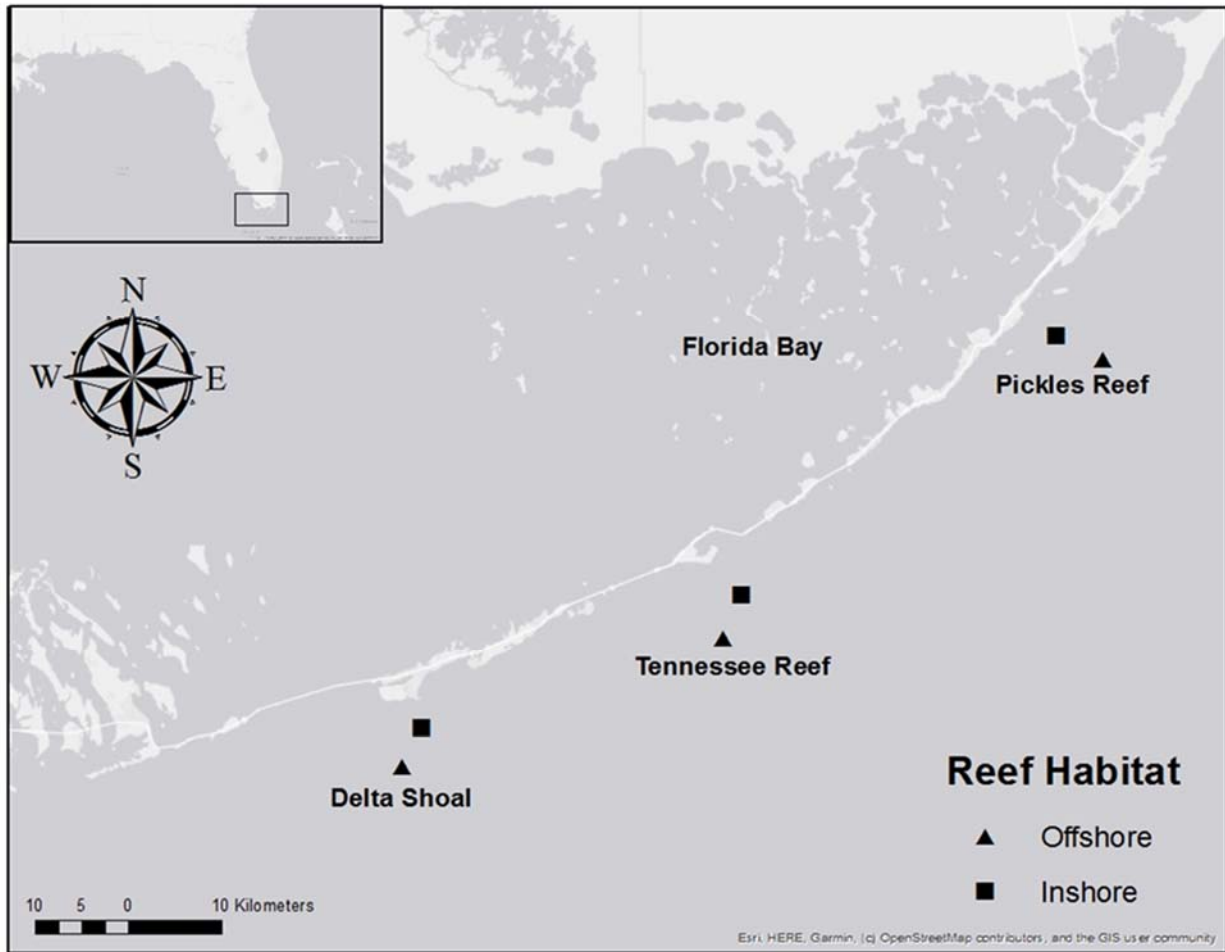 N
W E
S
Florida Bay
Pickles Reef
Tennessee Reef
Delta Shoal
Reef Habitat
Offshore
Inshore
10 5 0 10 Kilometers
Esri, HERE, Garmin, (c) OpenStreetMap contributors, and the GIS user community